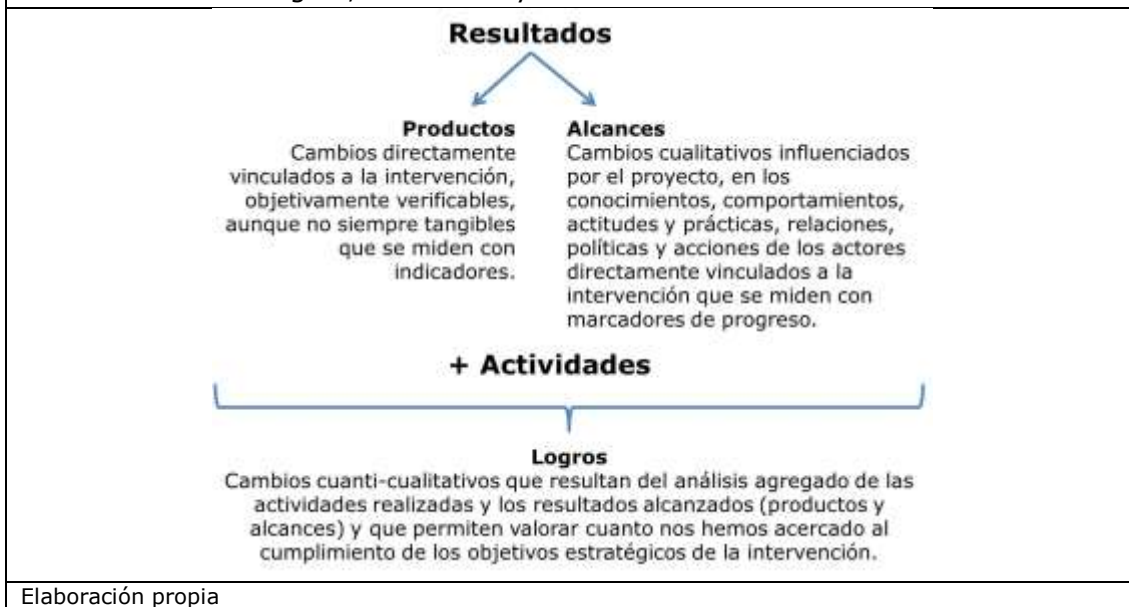 Resultados
Productos
Cambios directamente
vinculados a la intervención,
objetivamente verificables,
aunque no siempre tangibles
que se miden con
indicadores.
Alcances
Cambios cualitativos influenciados
por el proyecto, en los
conocimientos, comportamientos,
actitudes y prácticas, relaciones,
políticas y acciones de los actores
directamente vinculados a la
intervención que se miden con
marcadores de progreso.
+ Actividades
Logros
Cambios cuanti-cualitativos que resultan del análisis agregado de las
actividades realizadas y los resultados alcanzados (productos y
alcances) y que permiten valorar cuanto nos hemos acercado al
cumplimiento de los objetivos estratégicos de la intervención.
Elaboración propia